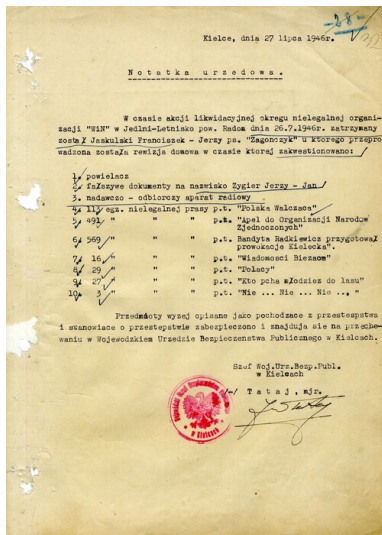 -28-
Kielce, dnia 27 lipca 1946r.
Notatka urzędowa.
W czasie akcji likwidacyjnej okręgu nielegalnej organi-
zacji "WiN" w Jedlni-Letnisko pow. Radom dnia 26.7.1946r. zatrzymany
został Jaskulski Franciszek - Jerzy ps. "Zagończyk" u którego przepro
wadzona została rewizja domowa w czasie której zakwestionowano:
1. powielacz
2. fałszywe dokumenty na nazwisko Zygier Jerzy - Jan
3. nadawczo - odbiorczy aparat radiowy
4. 111 egz. nielegalnej prasy p.t. "Polska Walcząca"
5. 491 " " " p.t. "Apel do Organizacji Narodów
Zjednoczonych"
6. 569 " " " p.t. Bandyta Radkiewicz przygotował
prowokację Kielecką".
7. 16 " " " p.t. "Wiadomości Bieżące"
8. 29 " " " p.t. "Polacy"
9. 27 " " " p.t. "Kto pcha młodzież do lasu"
10. 3 " " " p.t. "Nie ... Nie ... Nie ... "
Przedmioty wyżej opisane jako pochodzące z przestępstwa
i stanowiące o przestępstwie zabezpieczono i znajdują się na przecho
waniu w Wojewódzkim Urzędzie Bezpieczeństwa Publicznego w Kielcach.
Szef Woj.Urz.Bezp.Publ.
w Kielcach
/-/ T a t a j, mjr.
w Kielcach